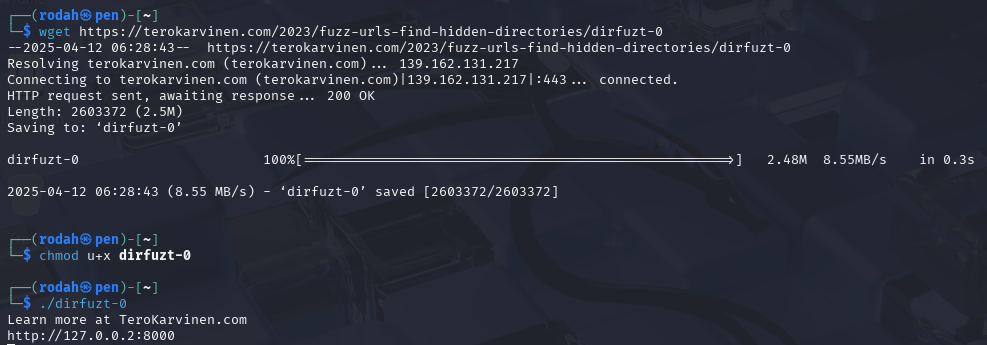 ┌──(rodah㉿pen)-[~]
└─$ wget https://terokarvinen.com/2023/fuzz-urls-find-hidden-directories/dirfuzt-0
--2025-04-12 06:28:43--  https://terokarvinen.com/2023/fuzz-urls-find-hidden-directories/dirfuzt-0
Resolving terokarvinen.com (terokarvinen.com)... 139.162.131.217
Connecting to terokarvinen.com (terokarvinen.com)|139.162.131.217|:443... connected.
HTTP request sent, awaiting response... 200 OK
Length: 2603372 (2.5M)
Saving to: ‘dirfuzt-0’
dirfuzt-0                       100%[======================================================>]   2.48M  8.55MB/s    in 0.3s
2025-04-12 06:28:43 (8.55 MB/s) - ‘dirfuzt-0’ saved [2603372/2603372]
┌──(rodah㉿pen)-[~]
└─$ chmod u+x dirfuzt-0
┌──(rodah㉿pen)-[~]
└─$ ./dirfuzt-0
Learn more at TeroKarvinen.com
http://127.0.0.2:8000